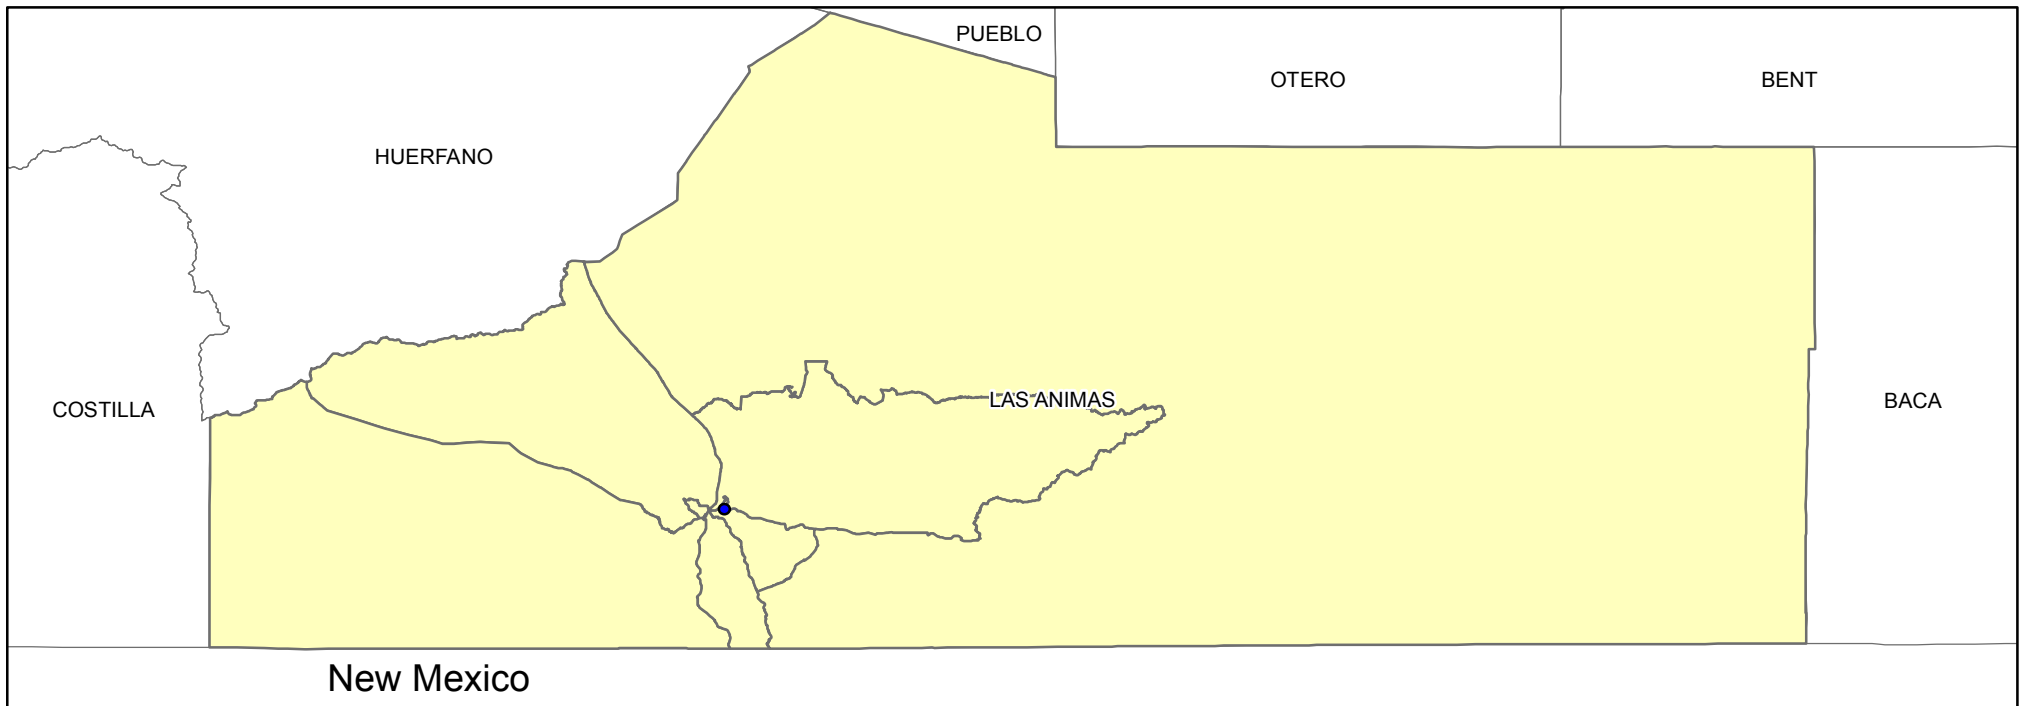 PUEBLO
OTERO
BENT
HUERFANO
LAS ANIMAS
COSTILLA
BACA
New Mexico